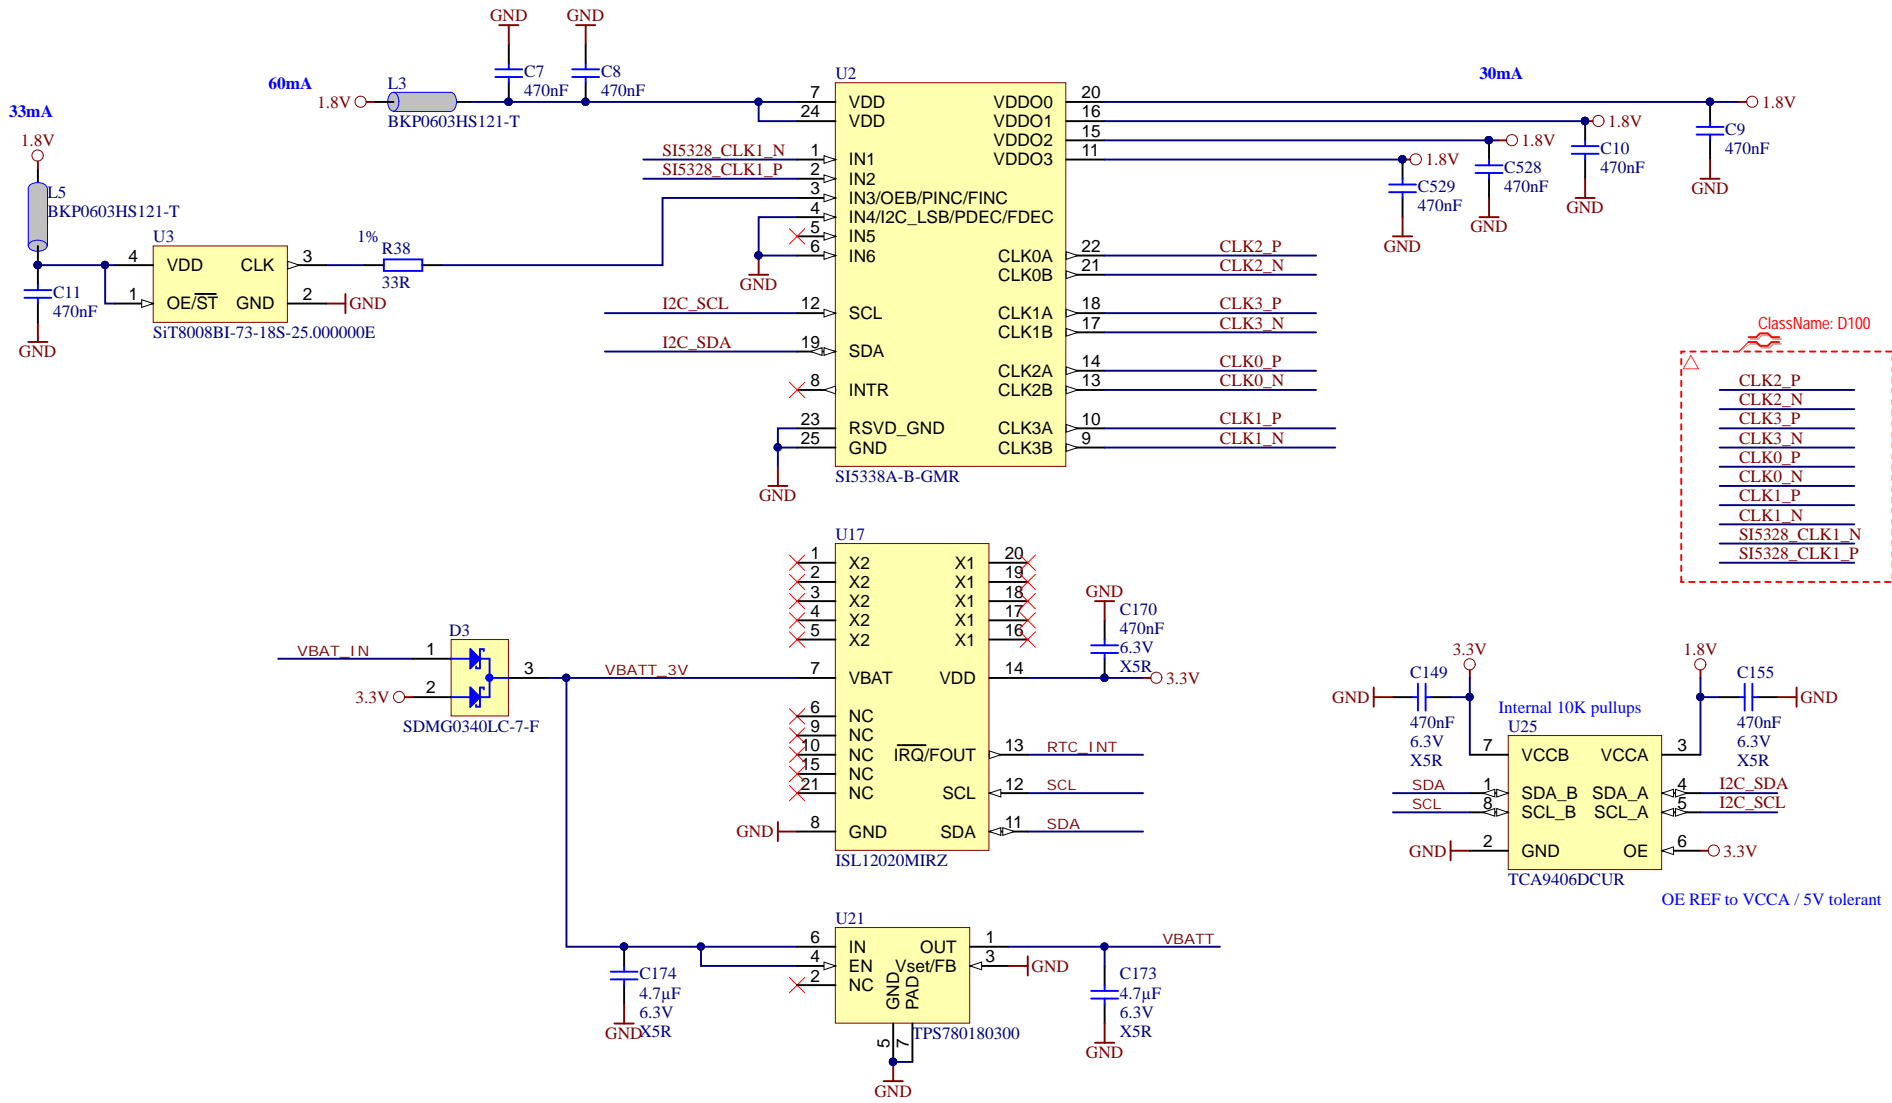 GND
GND
C7
470nF
C8
470nF
60mA
1.8V
L3
BKP0603HS121-T
33mA
1.8V
L5
BKP0603HS121-T
C11
470nF
GND
U3
4 VDD CLK 3
1 OE/ST GND 2
GND
SiT8008BI-73-18S-25.000000E
1%
R38
33R
U2
7 VDD VDDO0 20
24 VDD VDDO1 16
VDDO2 15
1 IN1 VDDO3 11
2 IN2
3 IN3/OEB/PINC/FINC
4 IN4/I2C_LSB/PDEC/FDEC
5 IN5
6 IN6 CLK0A 22
CLK0B 21
12 SCL CLK1A 18
CLK1B 17
19 SDA
CLK2A 14
8 INTR CLK2B 13
23 RSVD_GND CLK3A 10
25 GND CLK3B 9
SI5338A-B-GMR
SI5328_CLK1_N
SI5328_CLK1_P
GND
I2C_SCL
I2C_SDA
GND
30mA
1.8V
1.8V
1.8V
1.8V
C9
470nF
GND
C10
470nF
GND
C528
470nF
GND
C529
470nF
GND
CLK2_P
CLK2_N
CLK3_P
CLK3_N
CLK0_P
CLK0_N
CLK1_P
CLK1_N
ClassName: D100
CLK2_P
CLK2_N
CLK3_P
CLK3_N
CLK0_P
CLK0_N
CLK1_P
CLK1_N
SI5328_CLK1_N
SI5328_CLK1_P
U17
1 X2 X1 20
2 X2 X1 19
3 X2 X1 18
4 X2 X1 17
5 X2 X1 16
7 VBAT VDD 14
6 NC
9 NC
10 NC IRQ/FOUT 13
15 NC
21 NC SCL 12
8 GND SDA 11
ISL12020MIRZ
GND
GND
C170
470nF
6.3V
X5R
3.3V
RTC_INT
SCL
SDA
VBAT_IN
3.3V
D3
1
2
3
SDMG0340LC-7-F
VBATT_3V
U21
6 IN OUT 1
4 EN Vset/FB 3
2 NC
GND
PAD
5
7
TPS780180300
GND
GND
VBATT
C174
4.7µF
6.3V
X5R
GND
C173
4.7µF
6.3V
X5R
GND
3.3V
GND
C149
470nF
6.3V
X5R
1.8V
C155
GND
470nF
6.3V
X5R
Internal 10K pullups
U25
7 VCCB VCCA 3
1 SDA_B SDA_A 4
8 SCL_B SCL_A 5
2 GND OE 6
TCA9406DCUR
SDA
SCL
GND
I2C_SDA
I2C_SCL
3.3V
OE REF to VCCA / 5V tolerant